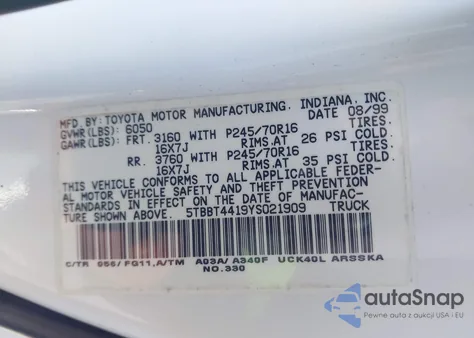 MFD. BY: TOYOTA MOTOR MANUFACTURING, INDIANA, INC.
GVWR(LBS): 6050 DATE 08/99
GAWR(LBS): FRT. 3160 WITH P245/70R16
16X7J RIMS.AT 26 PSI COLD.
RR. 3760 WITH P245/70R16
16X7J RIMS.AT 35 PSI COLD.
THIS VEHICLE CONFORMS TO ALL APPLICABLE FEDER-
AL MOTOR VEHICLE SAFETY BUMPER, AND THEFT PREVENTION
STANDARDS IN EFFECT ON THE DATE OF MANUFAC-
TURE SHOWN ABOVE. 5TBBT4419YS021909 TRUCK
C/TR 056/FG11,A/TM A03A/A340F UCK40L ARSSKA
NO.330
autoSnap
Pewne auta z aukcji USA i EU